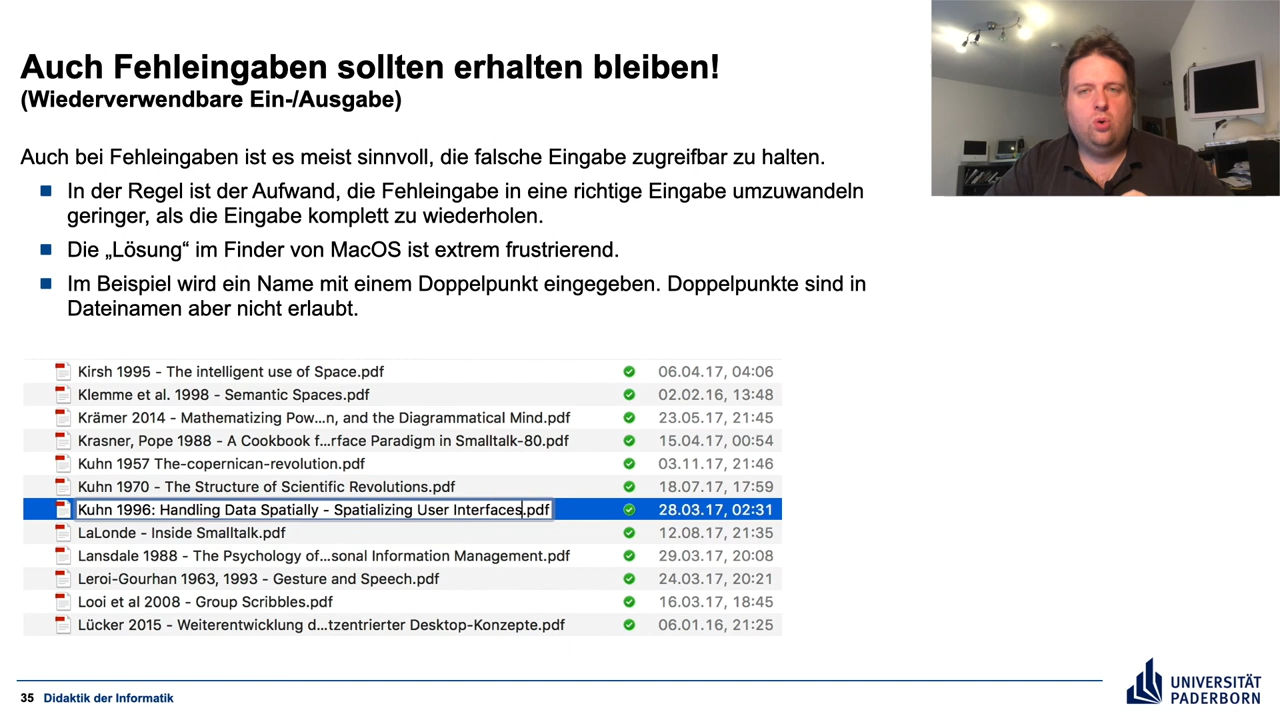 Auch Fehleingaben sollten erhalten bleiben!
(Wiederverwendbare Ein-/Ausgabe)
Auch bei Fehleingaben ist es meist sinnvoll, die falsche Eingabe zugreifbar zu halten.
In der Regel ist der Aufwand, die Fehleingabe in eine richtige Eingabe umzuwandeln
geringer, als die Eingabe komplett zu wiederholen.
Die „Lösung“ im Finder von MacOS ist extrem frustrierend.
Im Beispiel wird ein Name mit einem Doppelpunkt eingegeben. Doppelpunkte sind in
Dateinamen aber nicht erlaubt.
Kirsh 1995 - The intelligent use of Space.pdf 06.04.17, 04:06
Klemme et al. 1998 - Semantic Spaces.pdf 02.02.16, 13:48
Krämer 2014 - Mathematizing Pow...n, and the Diagrammatical Mind.pdf 23.05.17, 21:45
Krasner, Pope 1988 - A Cookbook f...rface Paradigm in Smalltalk-80.pdf 15.04.17, 00:54
Kuhn 1957 The-copernican-revolution.pdf 03.11.17, 21:46
Kuhn 1970 - The Structure of Scientific Revolutions.pdf 18.07.17, 17:59
Kuhn 1996: Handling Data Spatially - Spatializing User Interfaces.pdf 28.03.17, 02:31
LaLonde - Inside Smalltalk.pdf 12.08.17, 21:35
Lansdale 1988 - The Psychology of...sonal Information Management.pdf 29.03.17, 20:08
Leroi-Gourhan 1963, 1993 - Gesture and Speech.pdf 24.03.17, 20:21
Looi et al 2008 - Group Scribbles.pdf 16.03.17, 18:45
Lücker 2015 - Weiterentwicklung d...tzentrierter Desktop-Konzepte.pdf 06.01.16, 21:25
35 Didaktik der Informatik
UNIVERSITÄT
PADERBORN